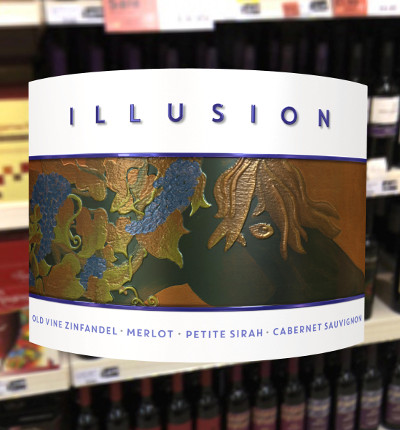 ILLUSION
OLD VINE ZINFANDEL · MERLOT · PETITE SIRAH · CABERNET SAUVIGNON